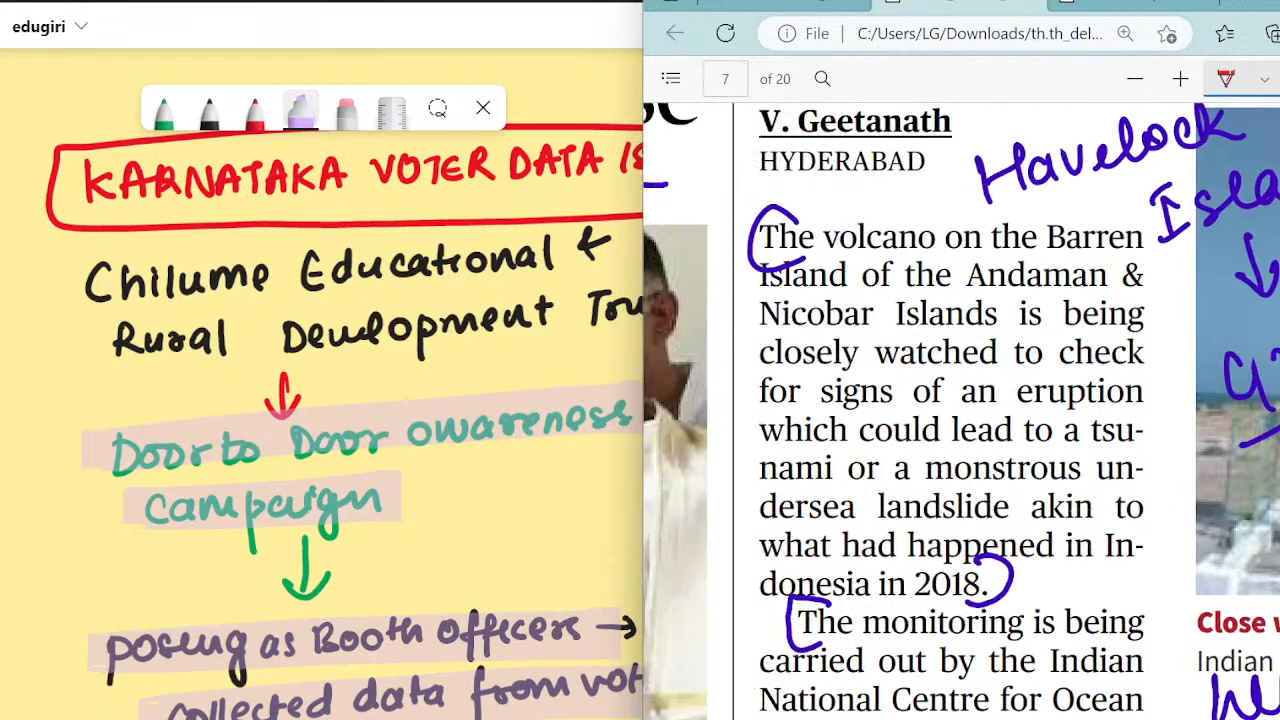 edugiri
KARNATAKA VOTER DATA IS
Chilume Educational ←
Rural Development Tru
↓
Door to Door awareness
campaign
↓
posing as Booth officers →
collected data from vot
File C:/Users/LG/Downloads/th.th_del...
7 of 20
V. Geetanath
HYDERABAD
Havelock
Isla
↓
The volcano on the Barren
Island of the Andaman &
Nicobar Islands is being
closely watched to check
for signs of an eruption
which could lead to a tsu-
nami or a monstrous un-
dersea landslide akin to
what had happened in In-
donesia in 2018.
The monitoring is being
carried out by the Indian
National Centre for Ocean
Close
Indian